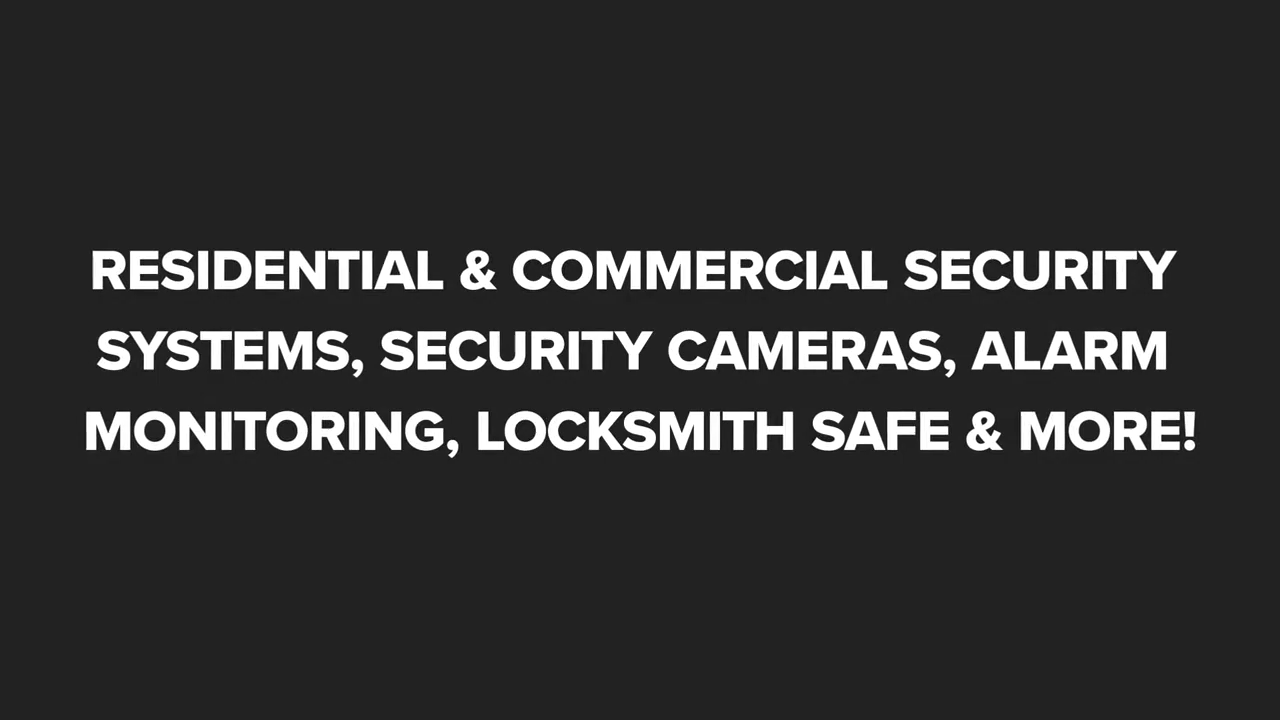 RESIDENTIAL & COMMERCIAL SECURITY
SYSTEMS, SECURITY CAMERAS, ALARM
MONITORING, LOCKSMITH SAFE & MORE!